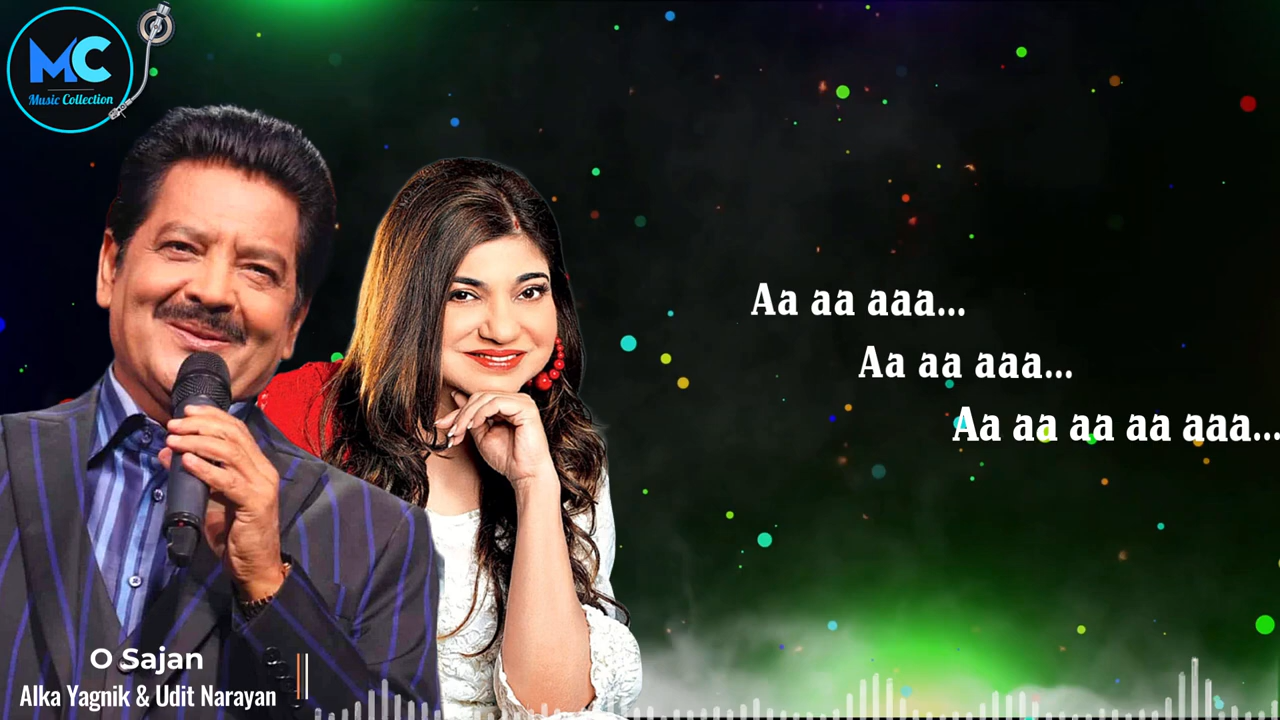 MC
Music Collection
Aa aa aaa...
Aa aa aaa...
Aa aa aa aa aaa...
O Sajan
Alka Yagnik & Udit Narayan